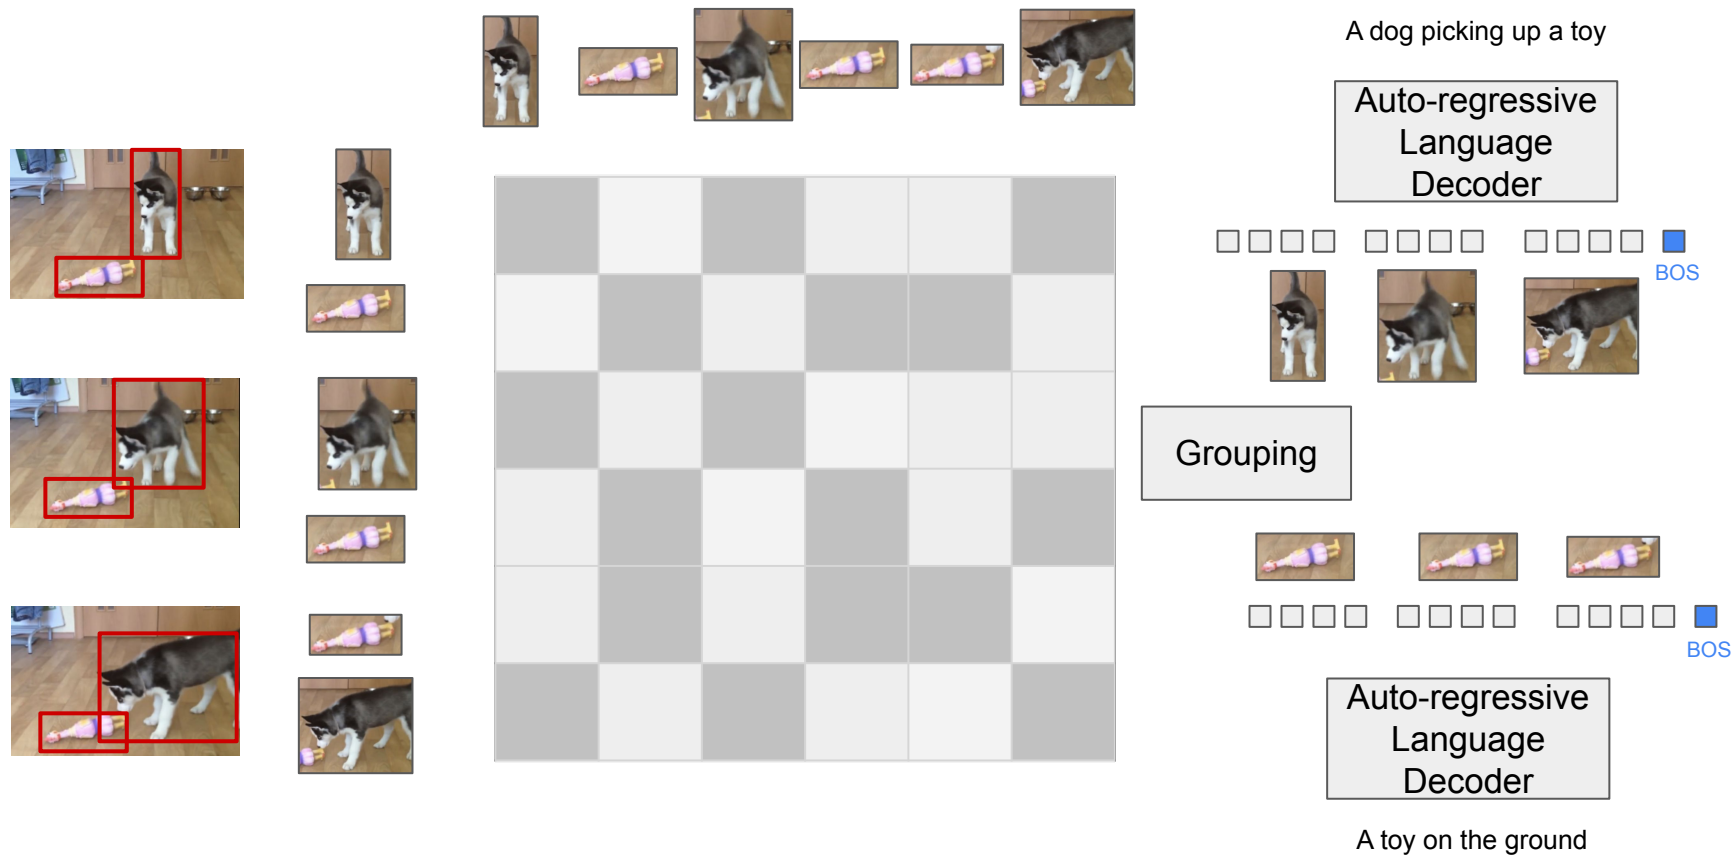 A dog picking up a toy
Auto-regressive
Language
Decoder
BOS
Grouping
BOS
Auto-regressive
Language
Decoder
A toy on the ground